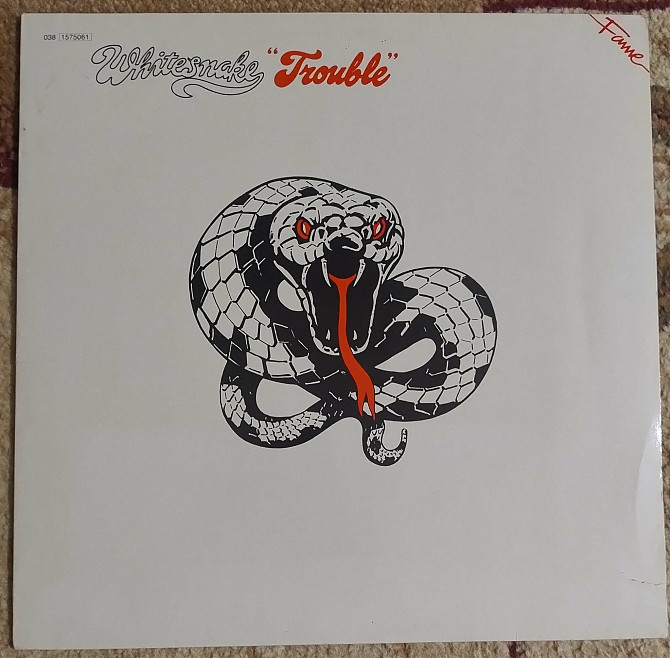 038 1575061
Whitesnake "Trouble"
Fame